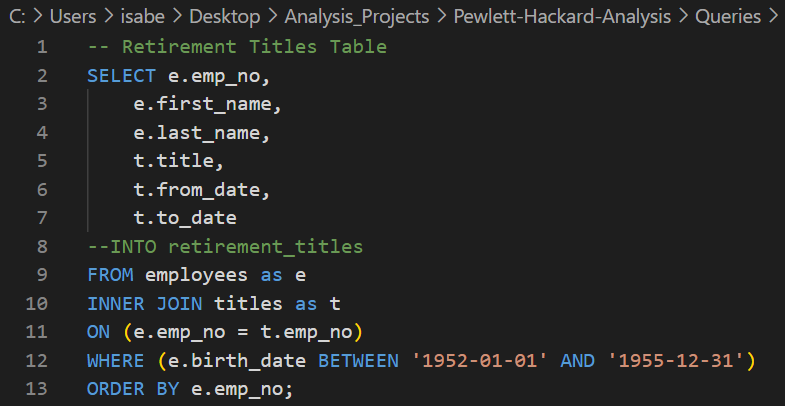 C: > Users > isabe > Desktop > Analysis_Projects > Pewlett-Hackard-Analysis > Queries >
1 -- Retirement Titles Table
2 SELECT e.emp_no,
3     e.first_name,
4     e.last_name,
5     t.title,
6     t.from_date,
7     t.to_date
8 --INTO retirement_titles
9 FROM employees as e
10 INNER JOIN titles as t
11 ON (e.emp_no = t.emp_no)
12 WHERE (e.birth_date BETWEEN '1952-01-01' AND '1955-12-31')
13 ORDER BY e.emp_no;